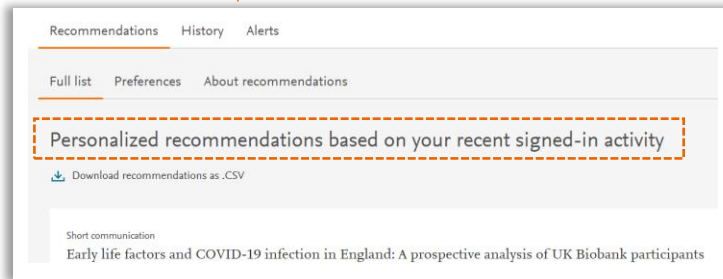 Recommendations History Alerts
Full list Preferences About recommendations
Personalized recommendations based on your recent signed-in activity
Download recommendations as .CSV
Short communication
Early life factors and COVID-19 infection in England: A prospective analysis of UK Biobank participants